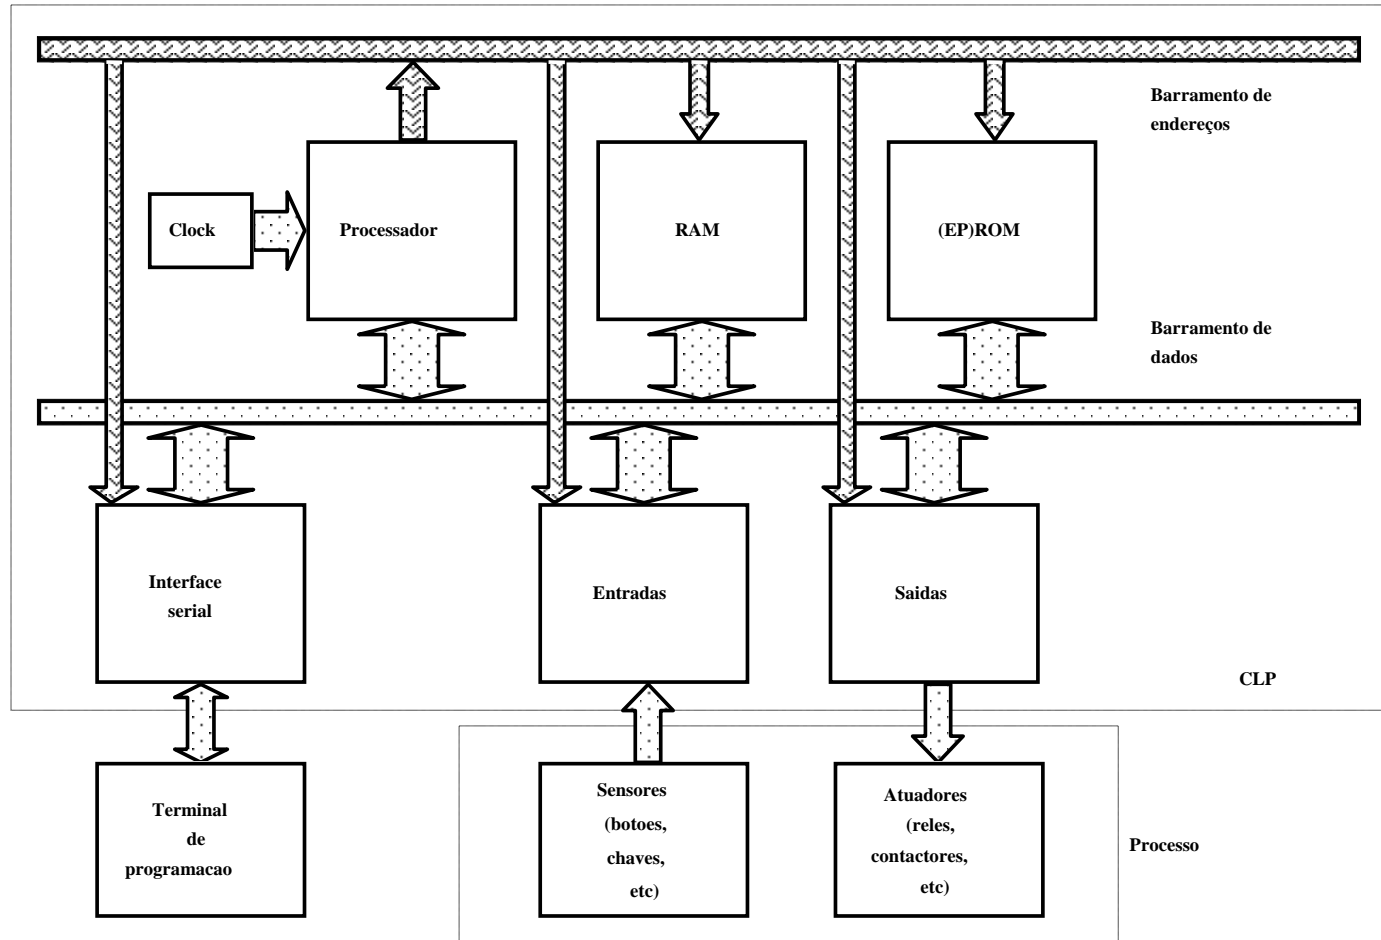 Barramento de
endereços
Clock
Processador
RAM
(EP)ROM
Barramento de
dados
Interface
serial
Entradas
Saidas
CLP
Terminal
de
programacao
Sensores
(botoes,
chaves,
etc)
Atuadores
(reles,
contactores,
etc)
Processo